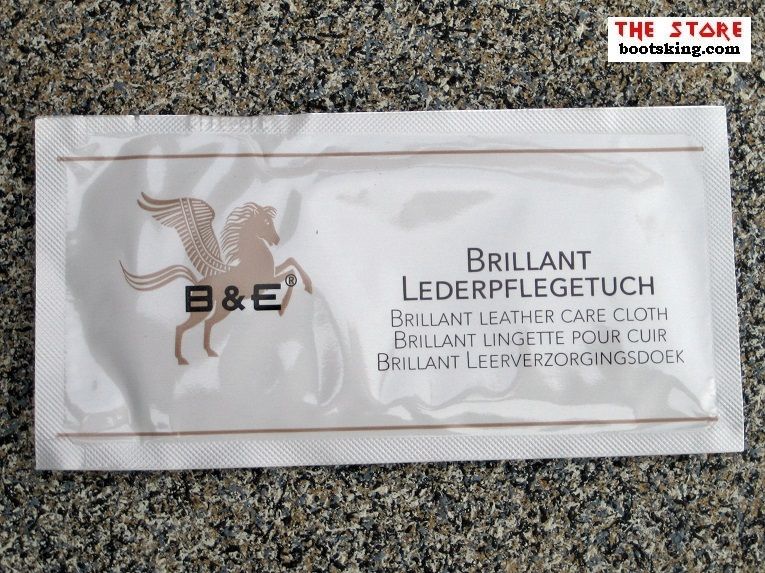 THE STORE
bootsking.com
B & E®
BRILLANT
LEDERPFLEGETUCH
BRILLANT LEATHER CARE CLOTH
BRILLANT LINGETTE POUR CUIR
BRILLANT LEERVERZORGINGSDOEK